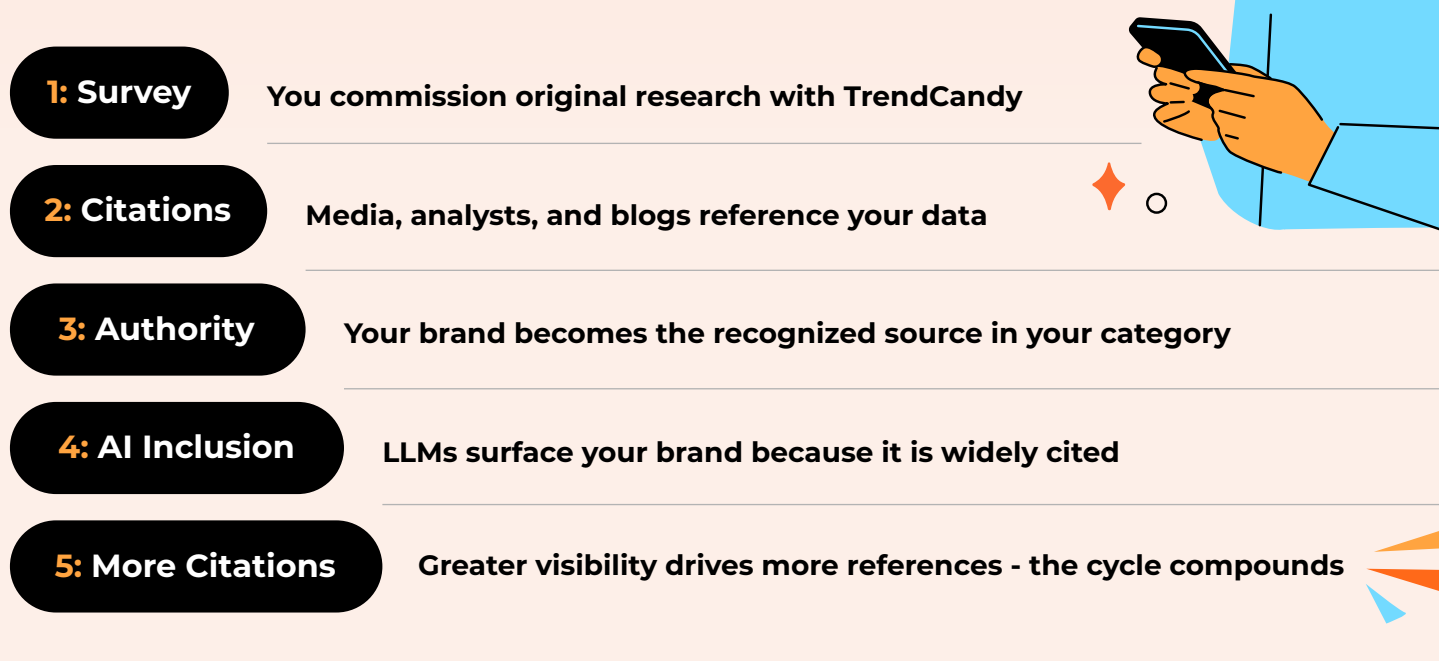 1: Survey
You commission original research with TrendCandy
2: Citations
Media, analysts, and blogs reference your data
3: Authority
Your brand becomes the recognized source in your category
4: AI Inclusion
LLMs surface your brand because it is widely cited
5: More Citations
Greater visibility drives more references - the cycle compounds